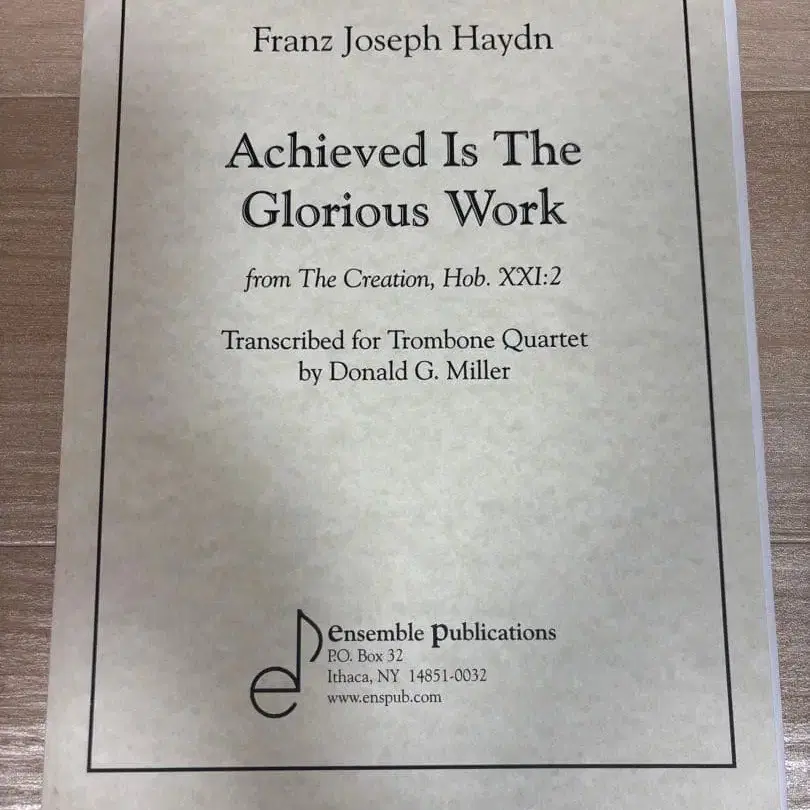 Franz Joseph Haydn
Achieved Is The
Glorious Work
from The Creation, Hob. XXI:2
Transcribed for Trombone Quartet
by Donald G. Miller
ensemble Publications
P.O. Box 32
Ithaca, NY 14851-0032
www.enspub.com